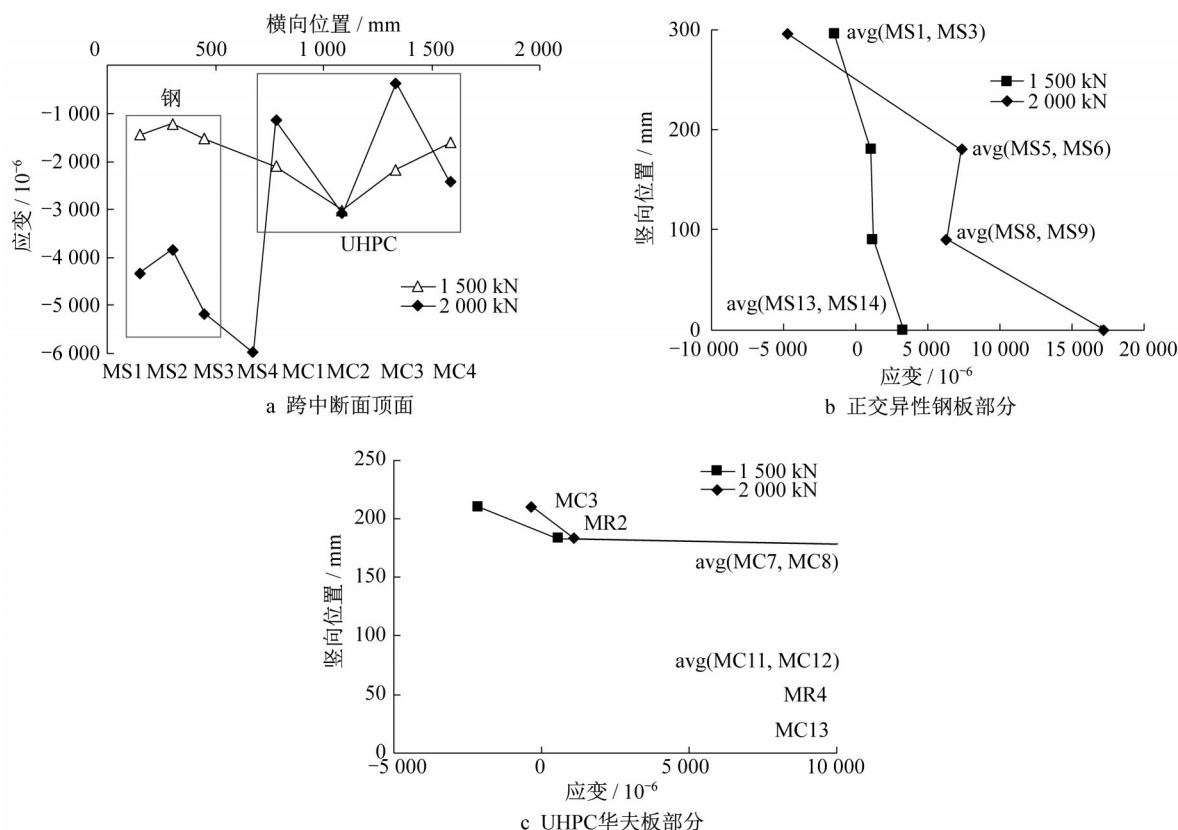 横向位置 / mm
0 500 1 000 1 500 2 000
钢
−1 000
−2 000
−3 000
−4 000
−5 000
−6 000
应变 / 10⁻⁶
UHPC
1 500 kN
2 000 kN
MS1 MS2 MS3 MS4 MC1 MC2 MC3 MC4
a 跨中断面顶面
300
200
100
0
竖向位置 / mm
avg(MS1, MS3)
1 500 kN
2 000 kN
avg(MS5, MS6)
avg(MS8, MS9)
avg(MS13, MS14)
−10 000 −5 000 0 5 000 10 000 15 000 20 000
应变 / 10⁻⁶
b 正交异性钢板部分
250
200
150
100
50
0
竖向位置 / mm
1 500 kN
2 000 kN
MC3
MR2
avg(MC7, MC8)
avg(MC11, MC12)
MR4
MC13
−5 000 0 5 000 10 000
应变 / 10⁻⁶
c UHPC华夫板部分